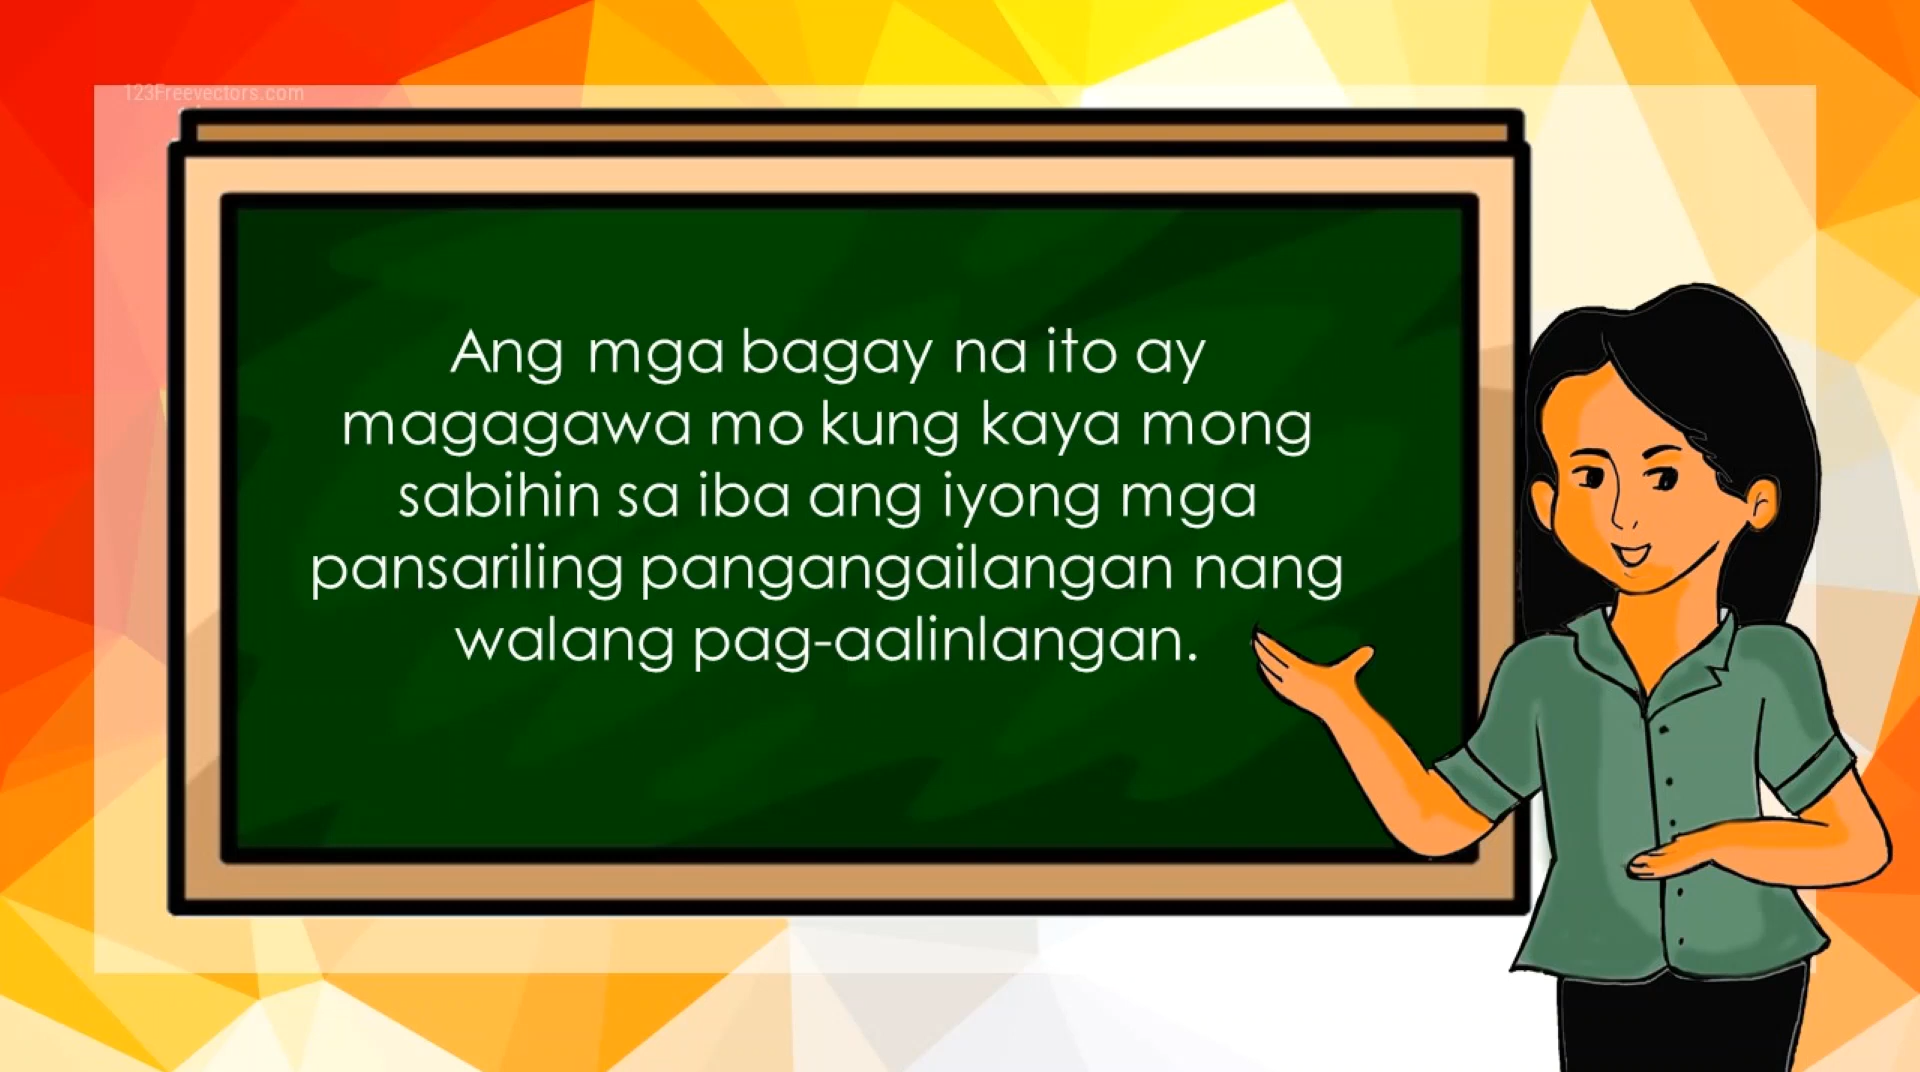 123Freevectors.com
Ang mga bagay na ito ay
magagawa mo kung kaya mong
sabihin sa iba ang iyong mga
pansariling pangangailangan nang
walang pag-aalinlangan.